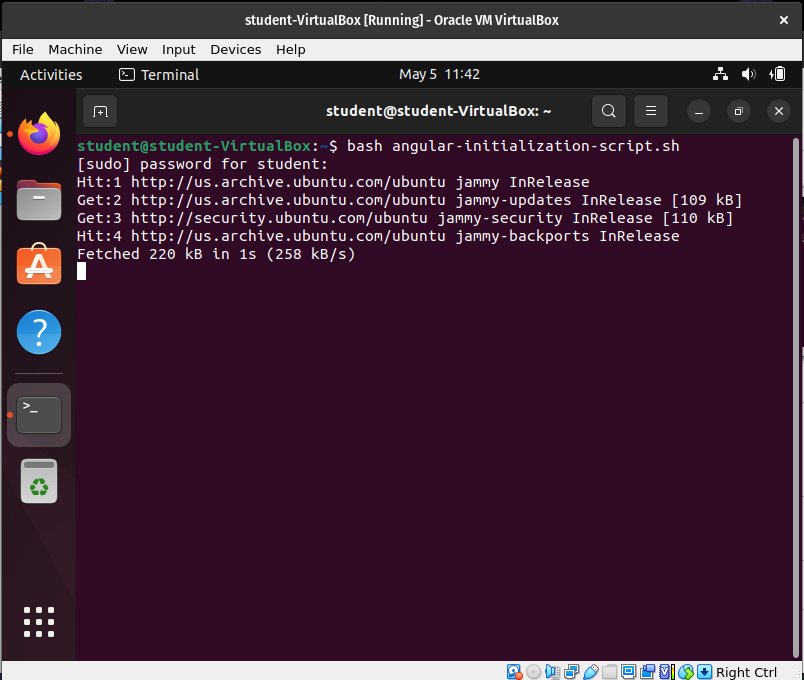 student-VirtualBox [Running] - Oracle VM VirtualBox
File Machine View Input Devices Help
Activities Terminal May 5 11:42
student@student-VirtualBox: ~
student@student-VirtualBox:~$ bash angular-initialization-script.sh
[sudo] password for student:
Hit:1 http://us.archive.ubuntu.com/ubuntu jammy InRelease
Get:2 http://us.archive.ubuntu.com/ubuntu jammy-updates InRelease [109 kB]
Get:3 http://security.ubuntu.com/ubuntu jammy-security InRelease [110 kB]
Hit:4 http://us.archive.ubuntu.com/ubuntu jammy-backports InRelease
Fetched 220 kB in 1s (258 kB/s)
Right Ctrl